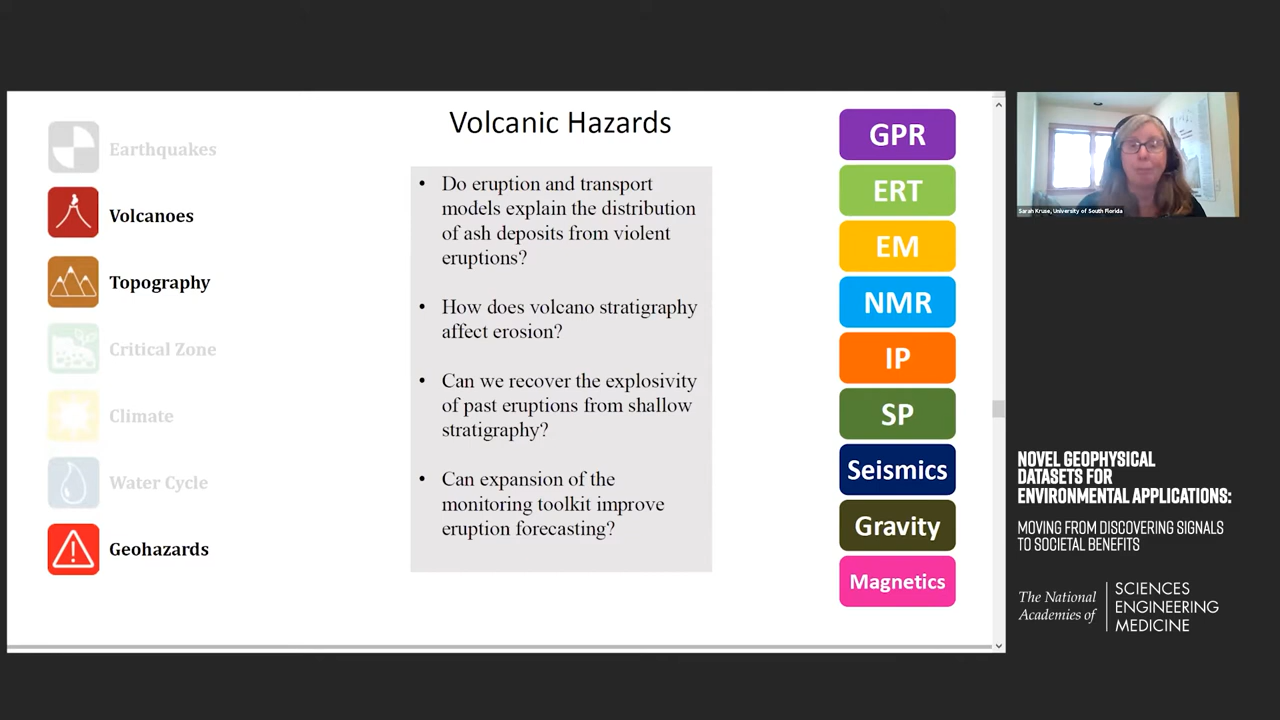 Volcanic Hazards
Earthquakes
Volcanoes
Topography
Critical Zone
Climate
Water Cycle
Geohazards
• Do eruption and transport
models explain the distribution
of ash deposits from violent
eruptions?
• How does volcano stratigraphy
affect erosion?
• Can we recover the explosivity
of past eruptions from shallow
stratigraphy?
• Can expansion of the
monitoring toolkit improve
eruption forecasting?
GPR
ERT
EM
NMR
IP
SP
Seismics
Gravity
Magnetics
Sarah Kruse, University of South Florida
NOVEL GEOPHYSICAL
DATASETS FOR
ENVIRONMENTAL APPLICATIONS:
MOVING FROM DISCOVERING SIGNALS
TO SOCIETAL BENEFITS
The National
Academies of
SCIENCES
ENGINEERING
MEDICINE